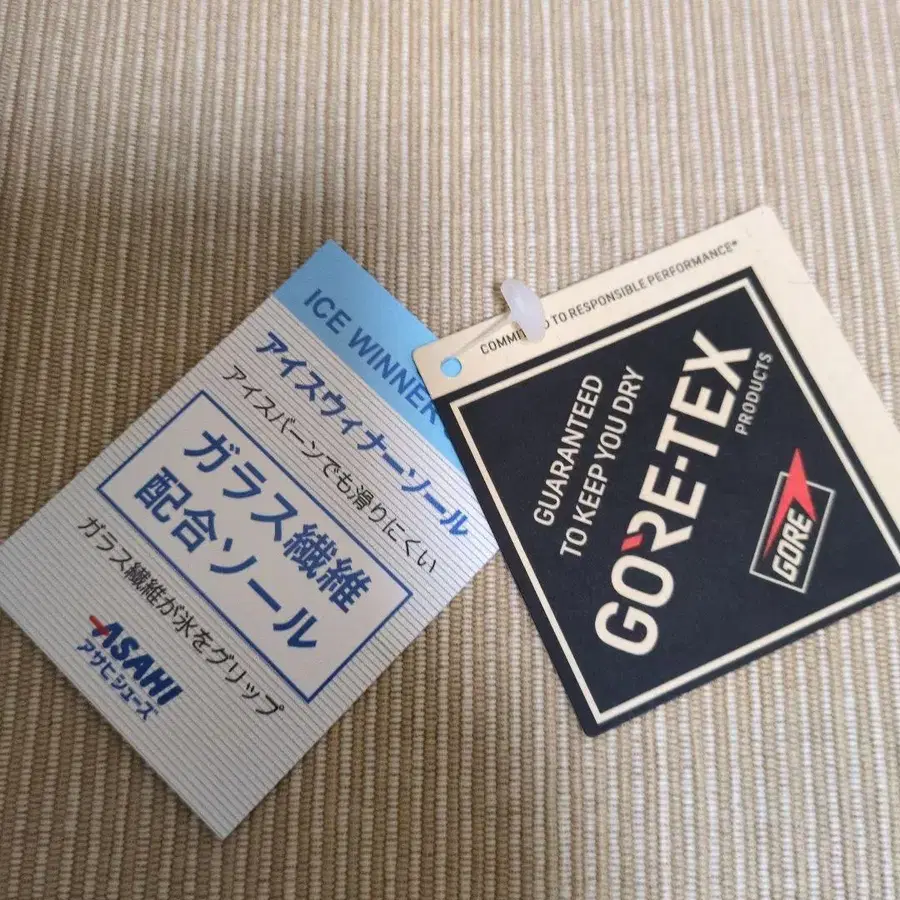 ICE WINNER
アイスウィナーソール
アイスバーンでも滑りにくい
ガラス繊維
配合ソール
ガラス繊維が氷をグリップ
ASAHI
アサヒシューズ
TO RESPONSIBLE PERFORMANCE*
GUARANTEED
TO KEEP YOU DRY
GORE-TEX
PRODUCTS
GORE